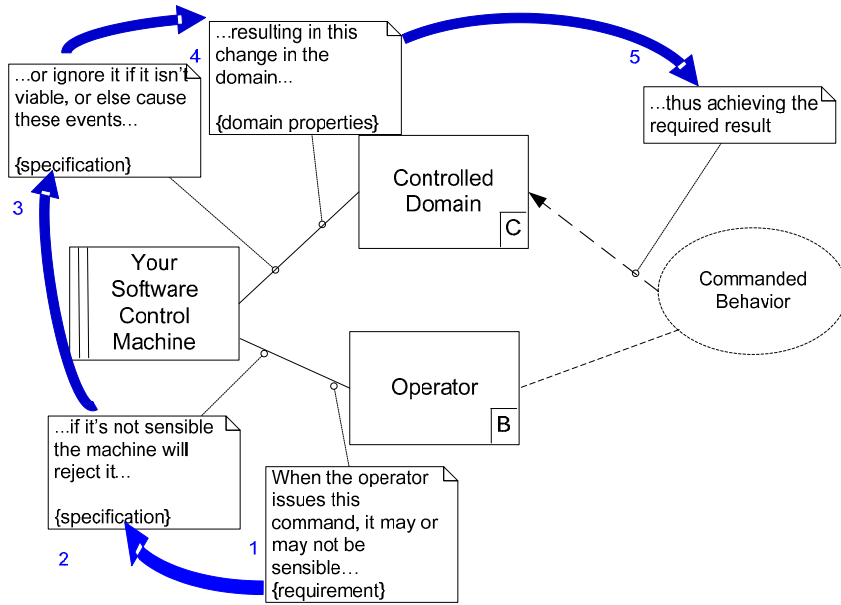 4
…resulting in this
change in the
domain…
{domain properties}
5
…or ignore it if it isn't
viable, or else cause
these events…
{specification}
…thus achieving the
required result
3
Controlled
Domain
C
Your
Software
Control
Machine
Commanded
Behavior
Operator
B
…if it's not sensible
the machine will
reject it…
{specification}
2
1
When the operator
issues this
command, it may or
may not be
sensible…
{requirement}